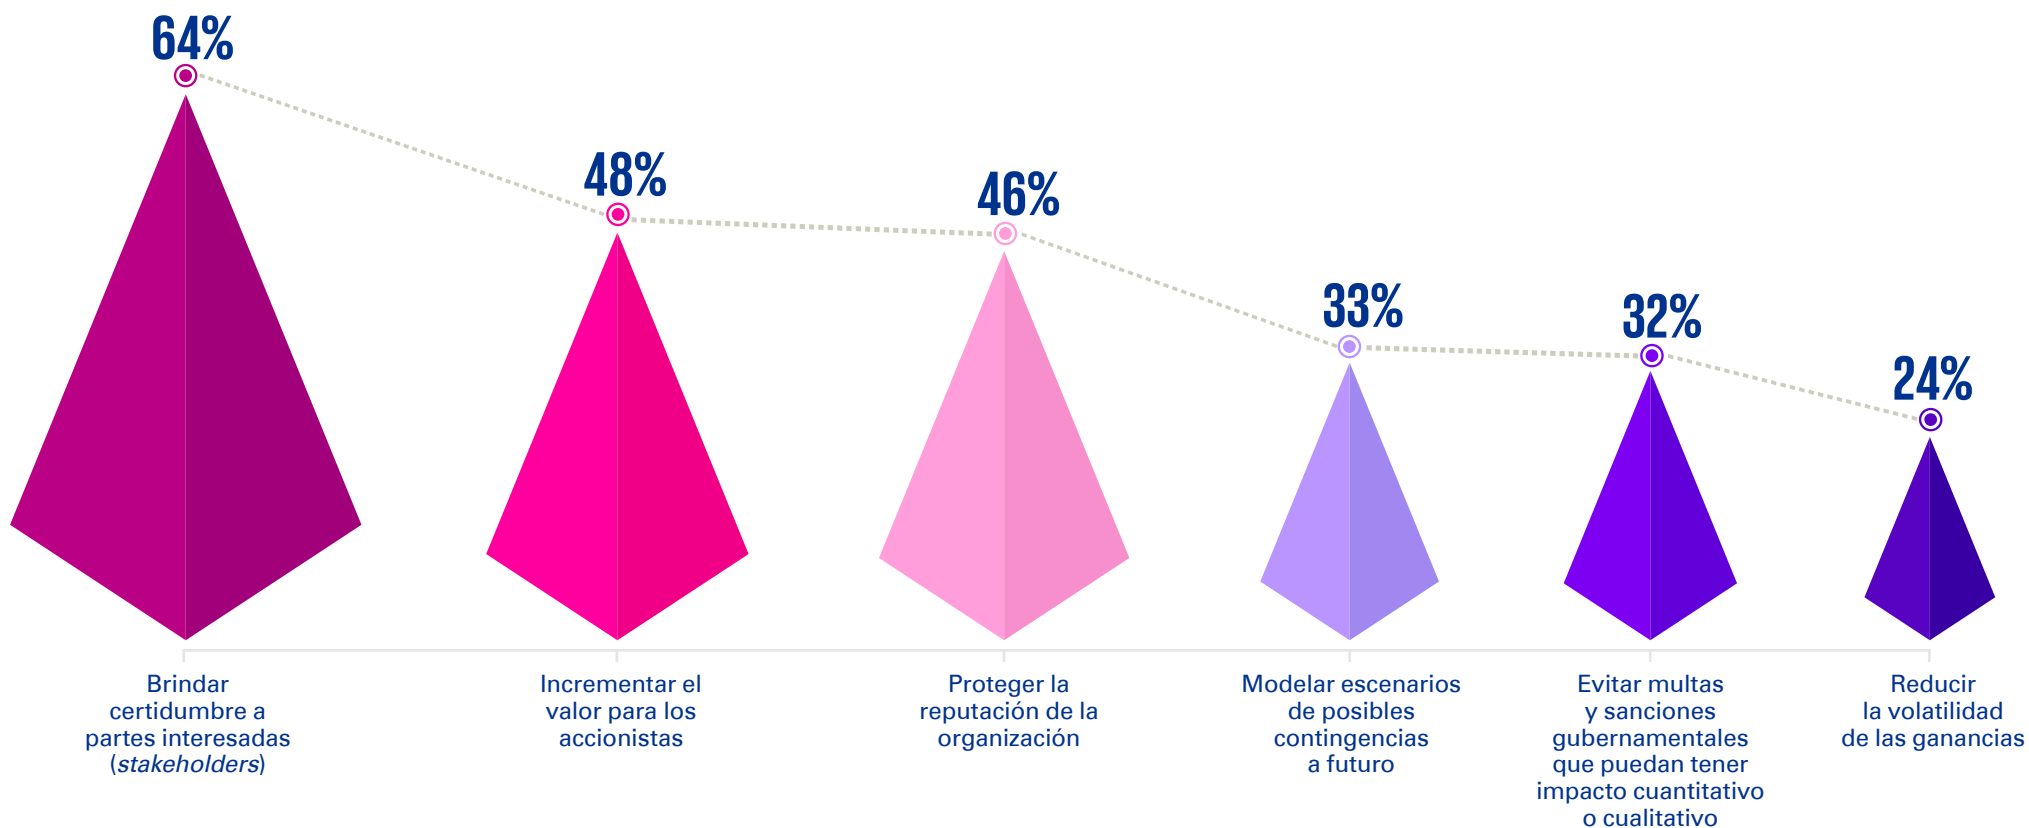 64%
48%
46%
33%
32%
24%
Brindar
certidumbre a
partes interesadas
(stakeholders)
Incrementar el
valor para los
accionistas
Proteger la
reputación de la
organización
Modelar escenarios
de posibles
contingencias
a futuro
Evitar multas
y sanciones
gubernamentales
que puedan tener
impacto cuantitativo
o cualitativo
Reducir
la volatilidad
de las ganancias